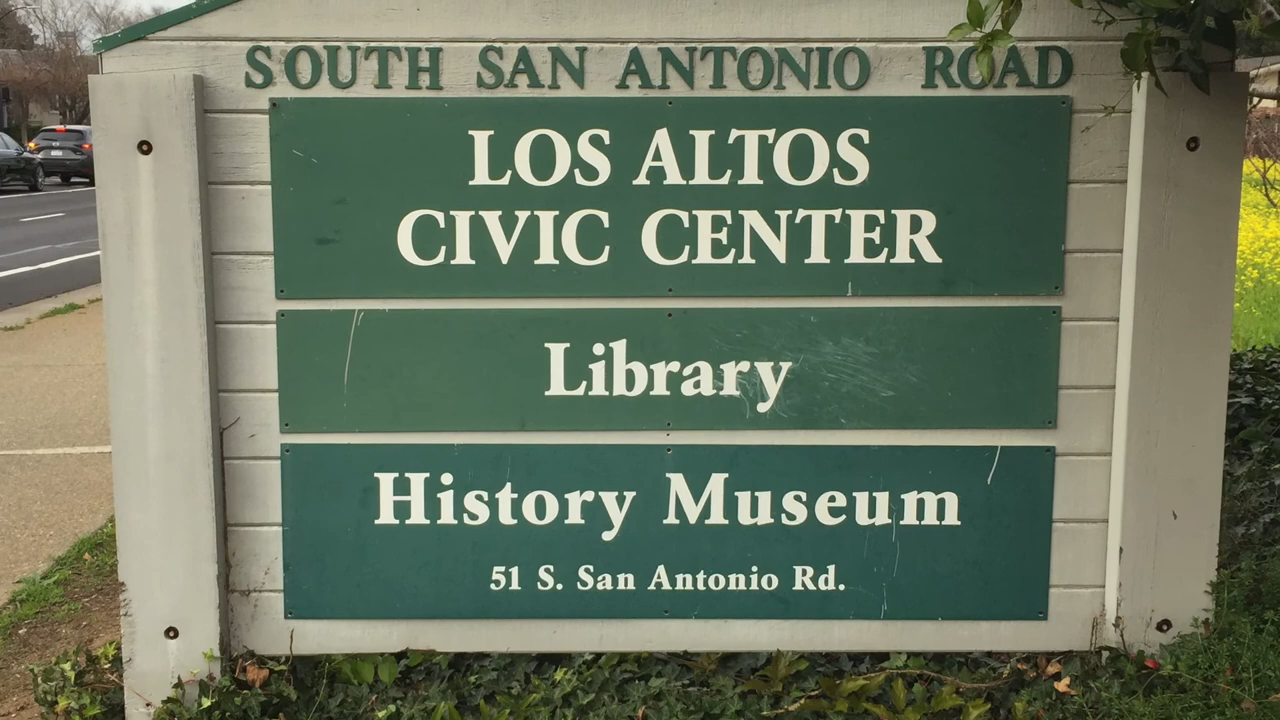 SOUTH SAN ANTONIO ROAD
LOS ALTOS
CIVIC CENTER
Library
History Museum
51 S. San Antonio Rd.